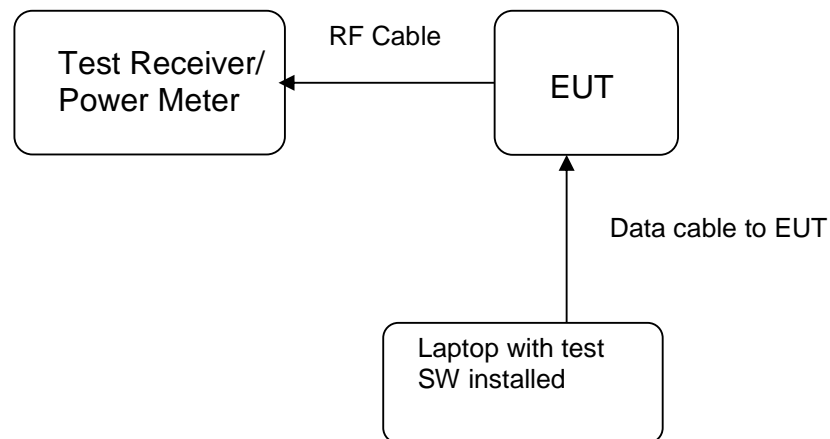 RF Cable
Test Receiver/
Power Meter
EUT
Data cable to EUT
Laptop with test
SW installed